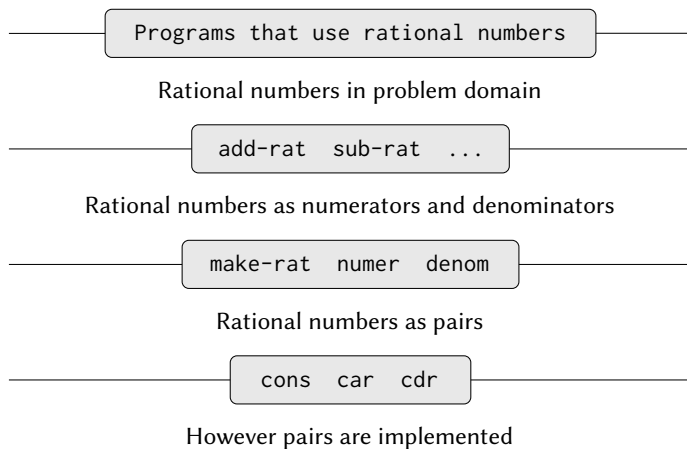 Programs that use rational numbers
Rational numbers in problem domain
add-rat sub-rat ...
Rational numbers as numerators and denominators
make-rat numer denom
Rational numbers as pairs
cons car cdr
However pairs are implemented